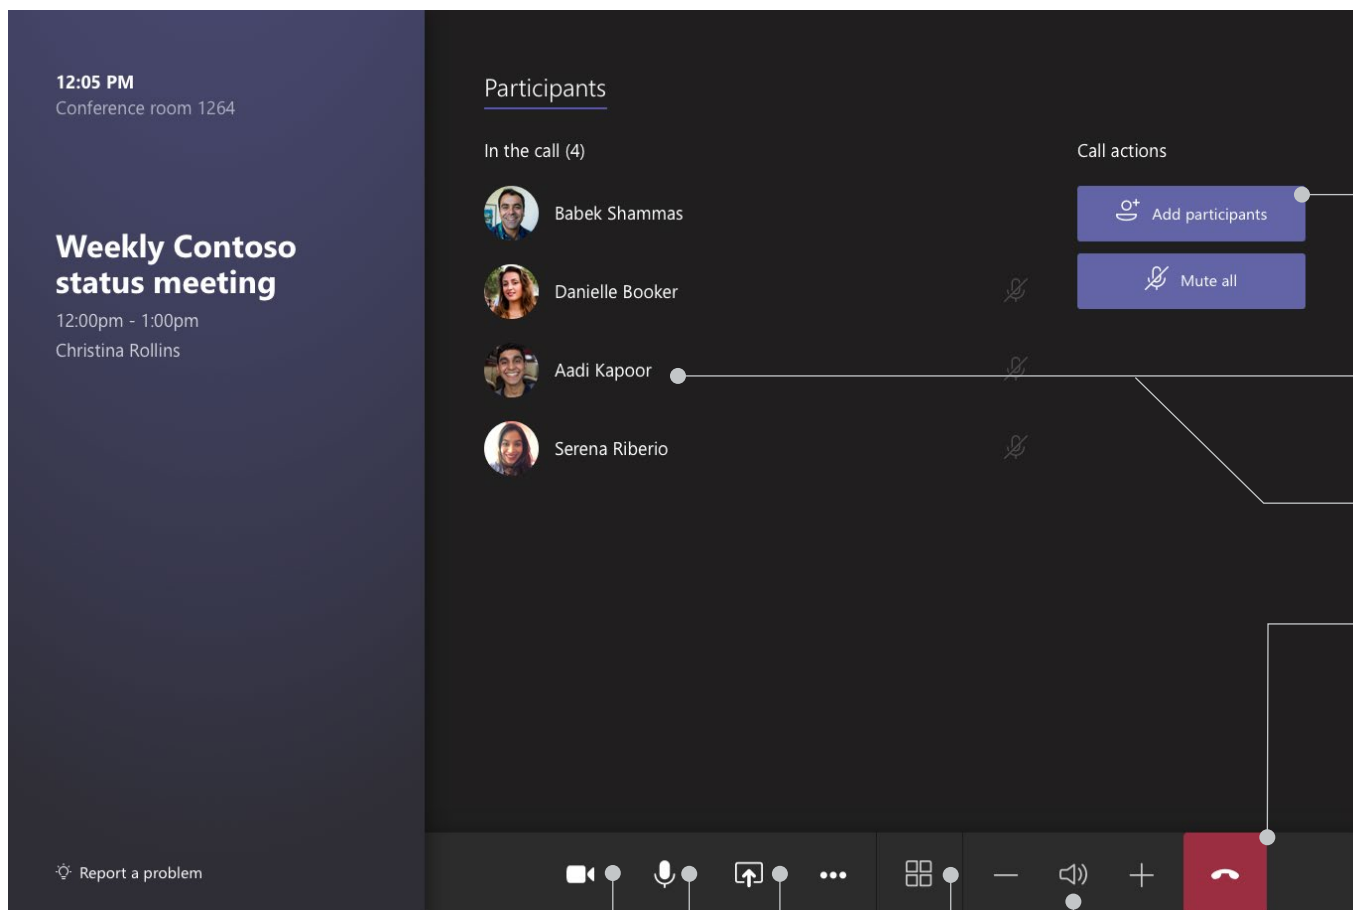 12:05 PM
Conference room 1264
Weekly Contoso
status meeting
12:00pm - 1:00pm
Christina Rollins
Report a problem
Participants
In the call (4)
Babek Shammas
Danielle Booker
Aadi Kapoor
Serena Riberio
Call actions
Add participants
Mute all